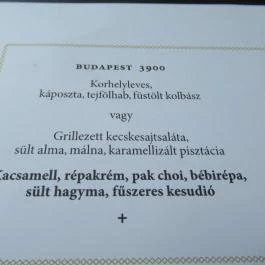 BUDAPEST 3900
Korhelyleves,
káposzta, tejfölhab, füstölt kolbász
vagy
Grillezett kecskesajtsaláta,
sült alma, málna, karamellizált pisztácia
Kacsamell, répakrém, pak choi, bébirépa,
sült hagyma, fűszeres kesudió
+